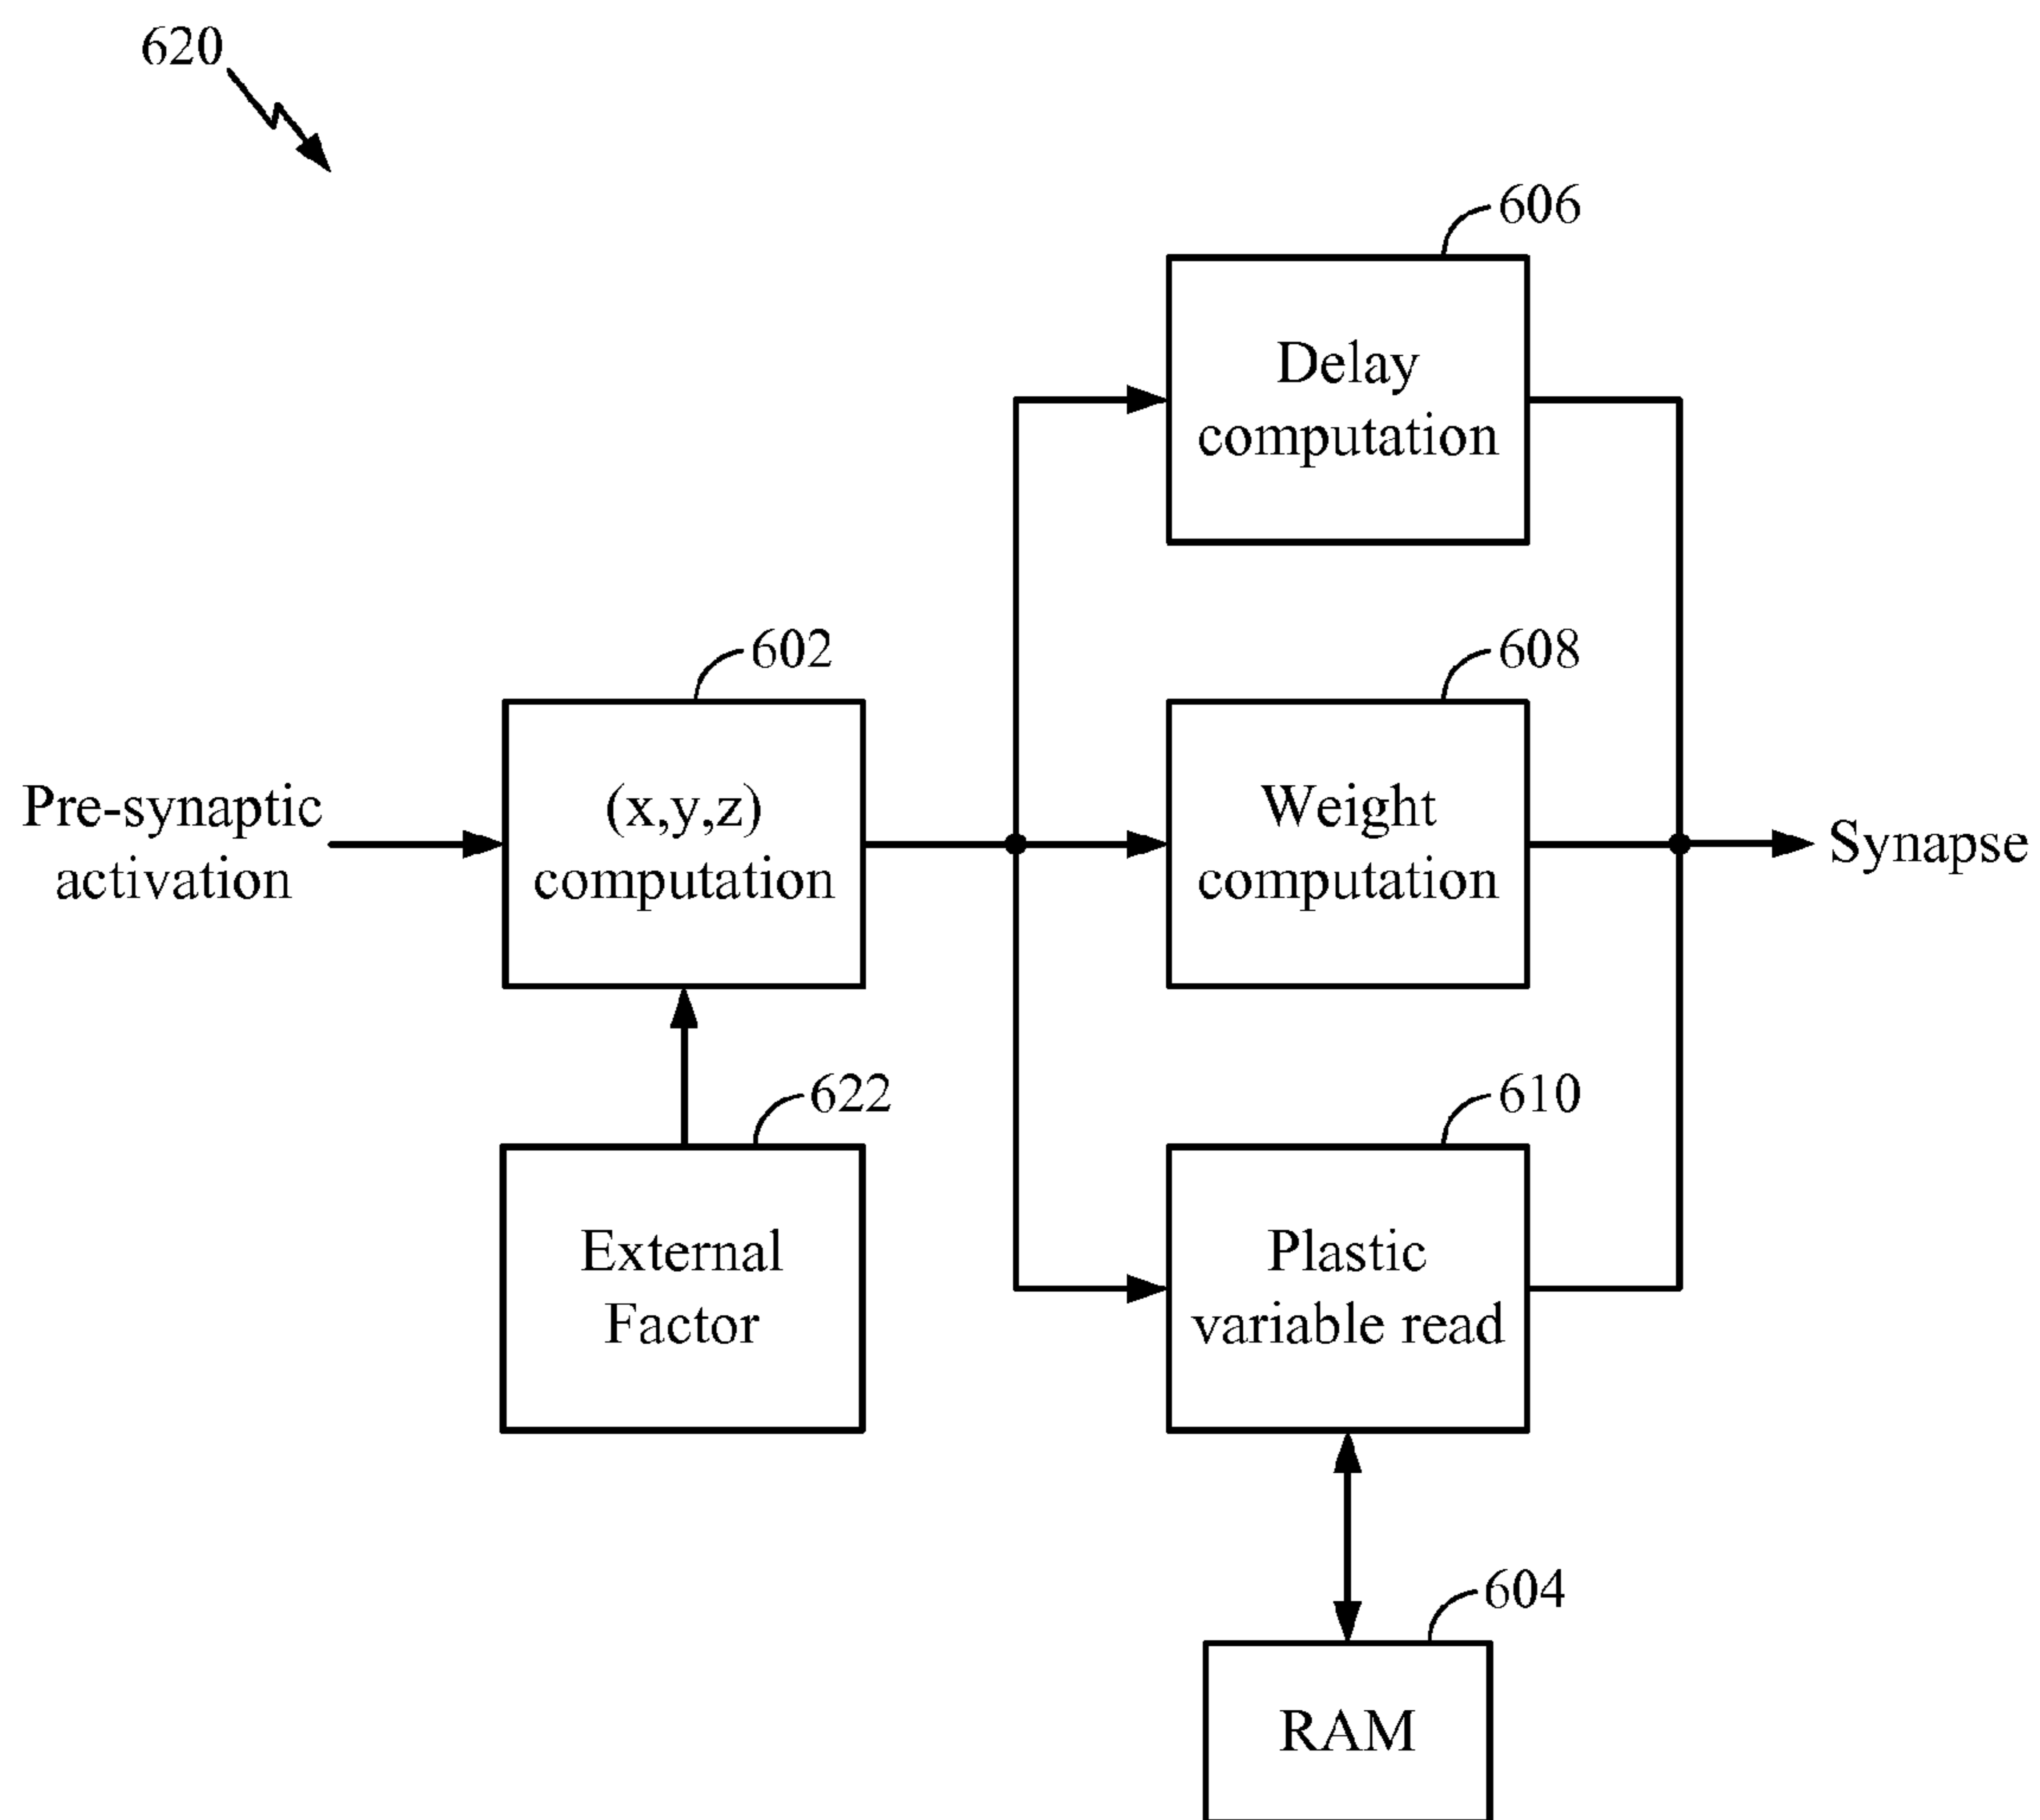 620
606
Delay
computation
602
608
Pre-synaptic
activation
(x,y,z)
computation
Weight
computation
Synapse
622
610
External
Factor
Plastic
variable read
604
RAM